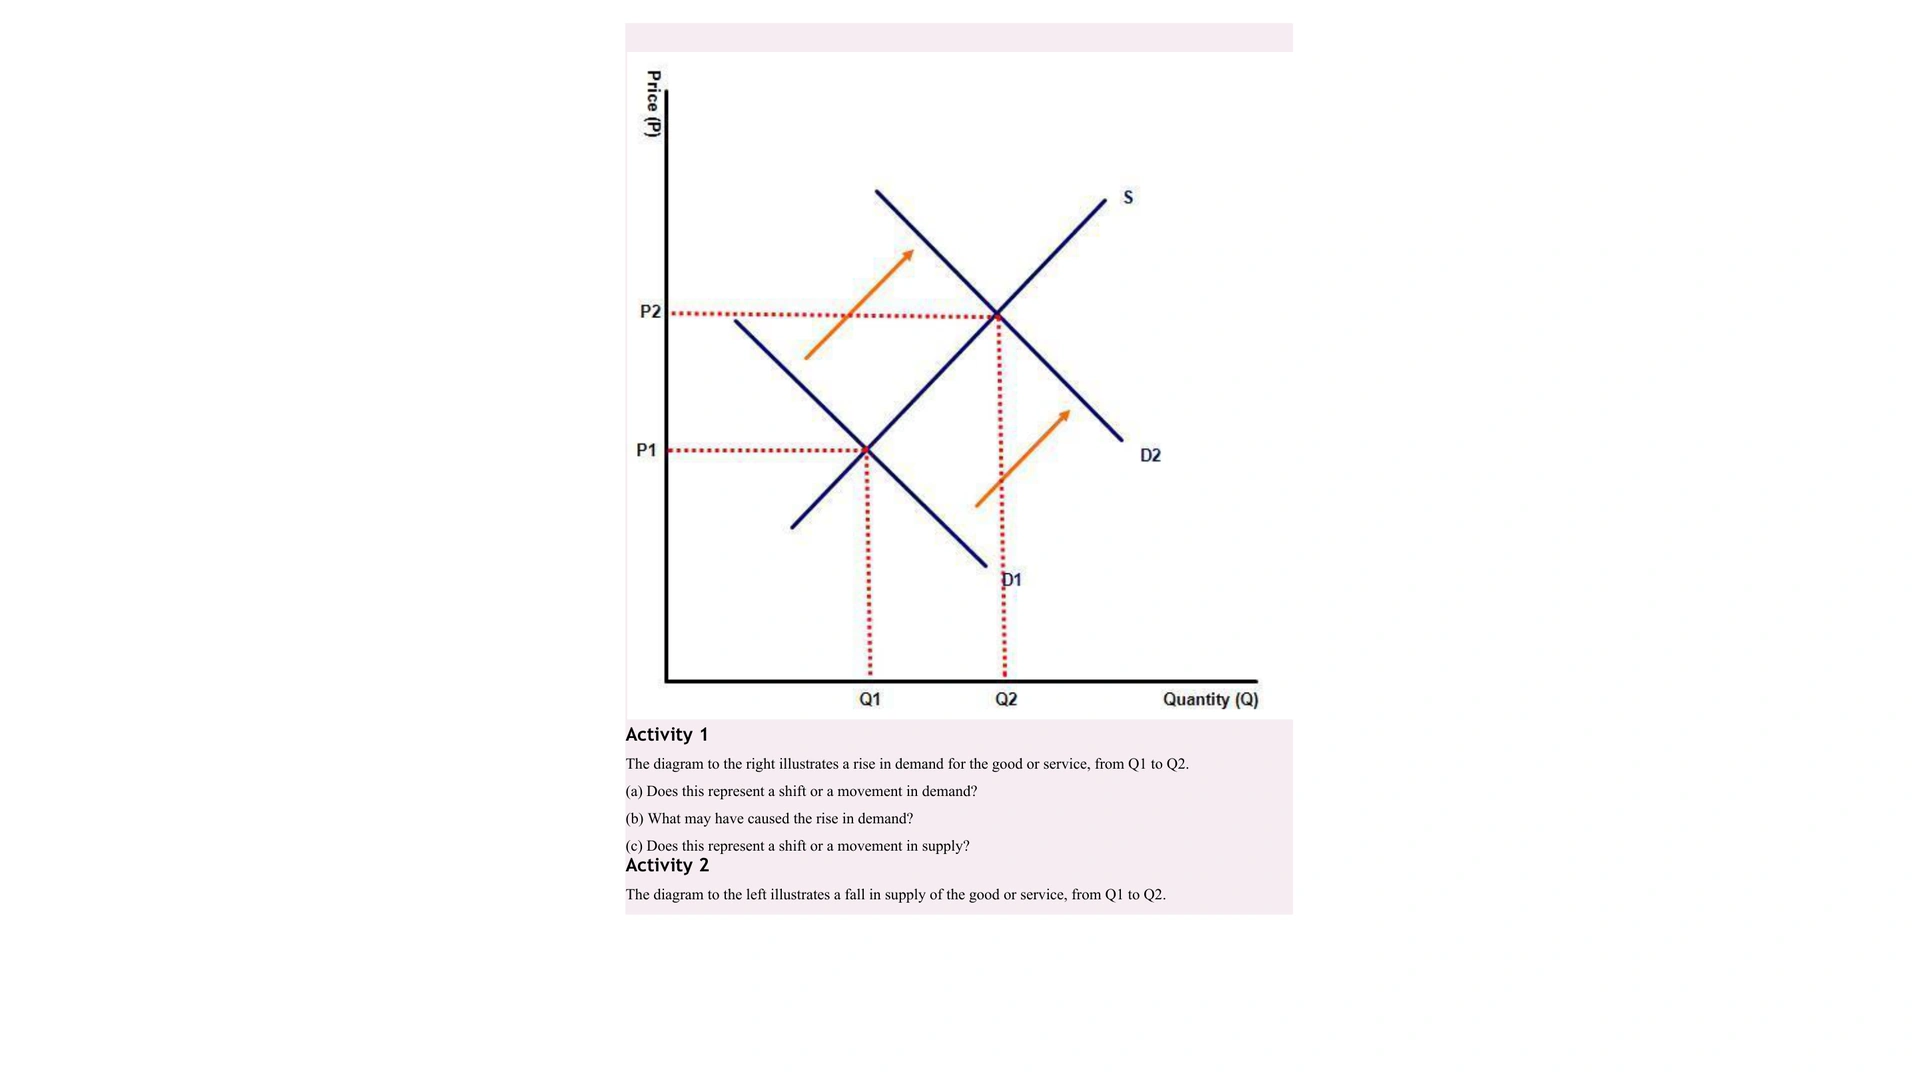 Price (P)
S
P2
P1
D2
D1
Q1
Q2
Quantity (Q)
Activity 1
The diagram to the right illustrates a rise in demand for the good or service, from Q1 to Q2.
(a) Does this represent a shift or a movement in demand?
(b) What may have caused the rise in demand?
(c) Does this represent a shift or a movement in supply?
Activity 2
The diagram to the left illustrates a fall in supply of the good or service, from Q1 to Q2.